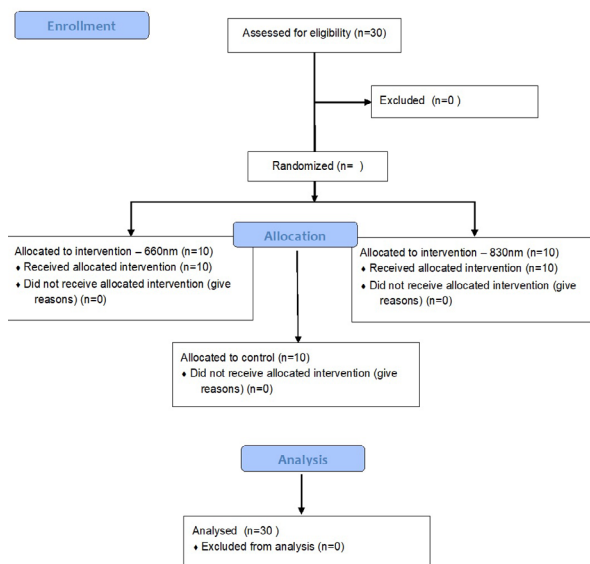 Enrollment
Assessed for eligibility (n=30)
Excluded (n=0 )
Randomized (n= )
Allocation
Allocated to intervention – 660nm (n=10)
♦ Received allocated intervention (n=10)
♦ Did not receive allocated intervention (give
reasons) (n=0)
Allocated to intervention – 830nm (n=10)
♦ Received allocated intervention (n=10)
♦ Did not receive allocated intervention (give
reasons) (n=0)
Allocated to control (n=10)
♦ Did not receive allocated intervention (give
reasons) (n=0)
Analysis
Analysed (n=30 )
♦ Excluded from analysis (n=0)